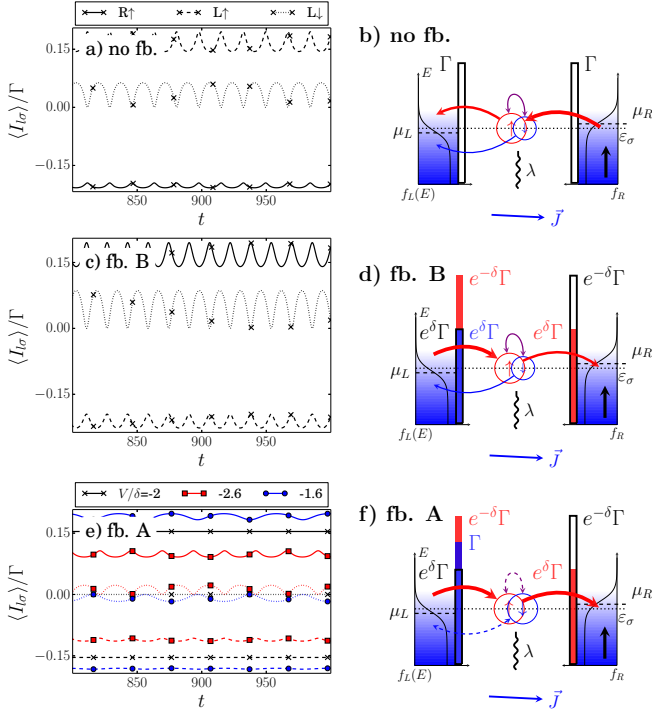 R↑ L↑ L↓
a) no fb.
⟨I_{lσ}⟩/Γ
0.15
0.00
−0.15
850 900 950
t
b) no fb.
E
Γ Γ
μ_L
μ_R
ε_σ
λ
f_L(E) f_R
J⃗
c) fb. B
⟨I_{lσ}⟩/Γ
0.15
0.00
−0.15
850 900 950
t
d) fb. B
e^{−δ}Γ e^{−δ}Γ
E
e^{δ}Γ e^{δ}Γ e^{δ}Γ
μ_L
μ_R
ε_σ
λ
f_L(E) f_R
J⃗
V/δ=-2 -2.6 -1.6
e) fb. A
⟨I_{lσ}⟩/Γ
0.15
0.00
−0.15
850 900 950
t
f) fb. A
e^{−δ}Γ e^{−δ}Γ
Γ
E
e^{δ}Γ e^{δ}Γ
μ_L
μ_R
ε_σ
λ
f_L(E) f_R
J⃗